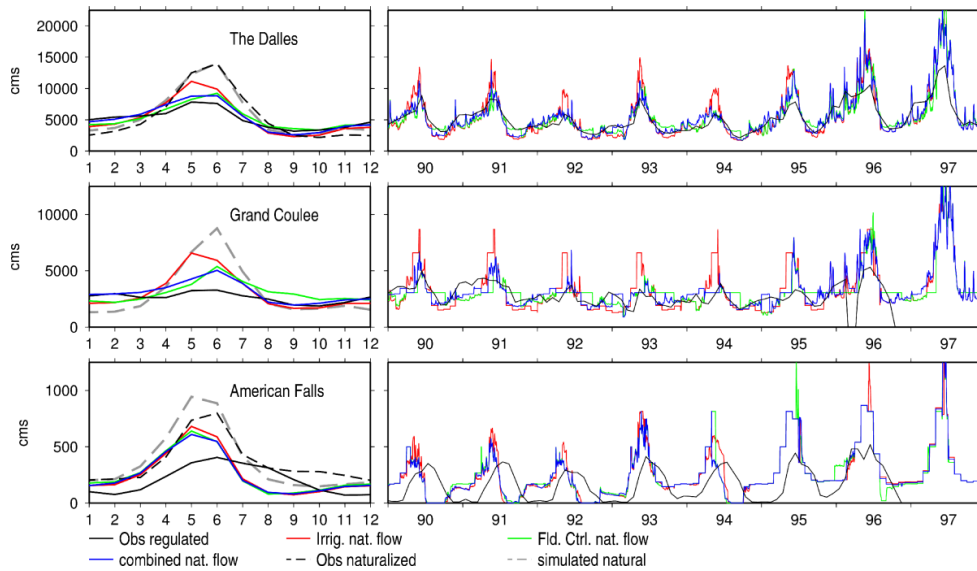 The Dalles
20000
15000
10000
5000
0
cms
1 2 3 4 5 6 7 8 9 10 11 12
90 91 92 93 94 95 96 97
Grand Coulee
10000
5000
0
cms
1 2 3 4 5 6 7 8 9 10 11 12
90 91 92 93 94 95 96 97
American Falls
1000
500
0
cms
1 2 3 4 5 6 7 8 9 10 11 12
90 91 92 93 94 95 96 97
Obs regulated Irrig. nat. flow Fld. Ctrl. nat. flow
combined nat. flow Obs naturalized simulated natural